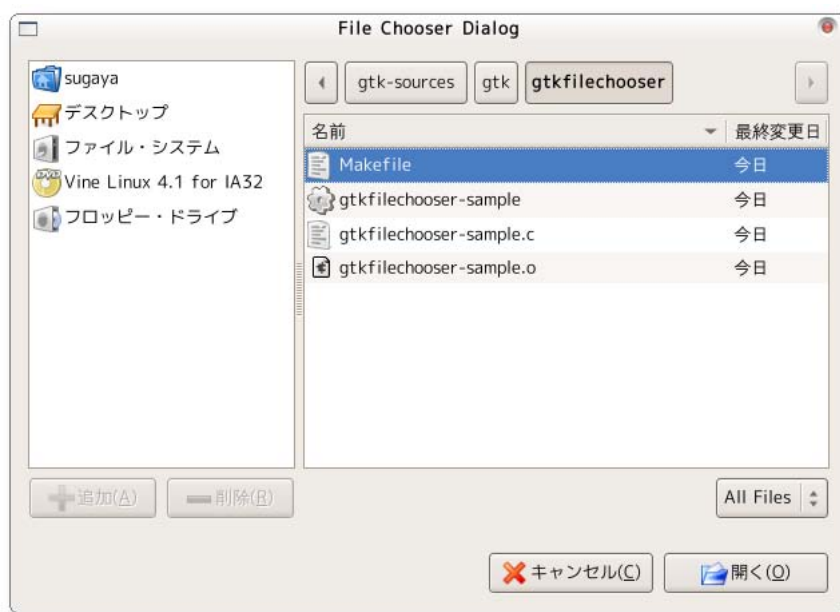 File Chooser Dialog
sugaya
デスクトップ
ファイル・システム
Vine Linux 4.1 for IA32
フロッピー・ドライブ
gtk-sources gtk gtkfilechooser
名前 最終変更日
Makefile 今日
gtkfilechooser-sample 今日
gtkfilechooser-sample.c 今日
gtkfilechooser-sample.o 今日
追加(A) 削除(R)
All Files
キャンセル(C) 開く(O)